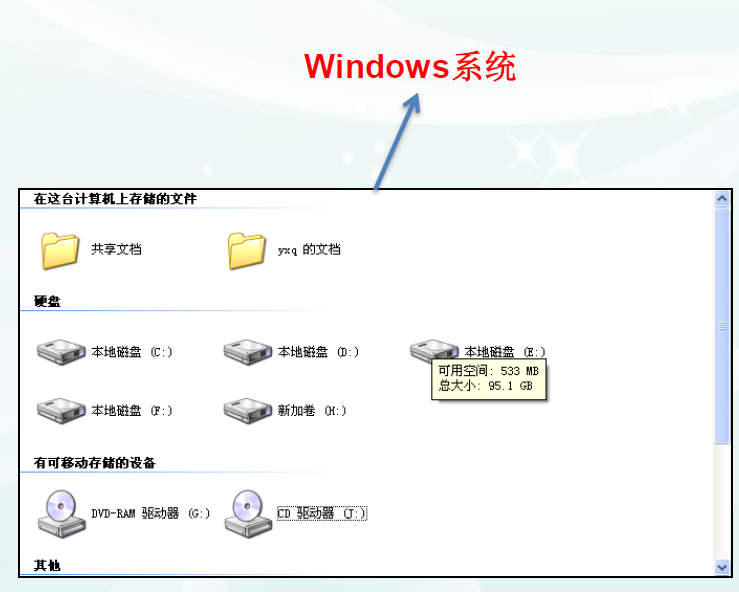 Windows系统
在这台计算机上存储的文件
共享文档
yxq 的文档
硬盘
本地磁盘 (C:)
本地磁盘 (D:)
本地磁盘 (E:)
可用空间: 533 MB
总大小: 95.1 GB
本地磁盘 (F:)
新加卷 (H:)
有可移动存储的设备
DVD-RAM 驱动器 (G:)
CD 驱动器 (J:)
其他